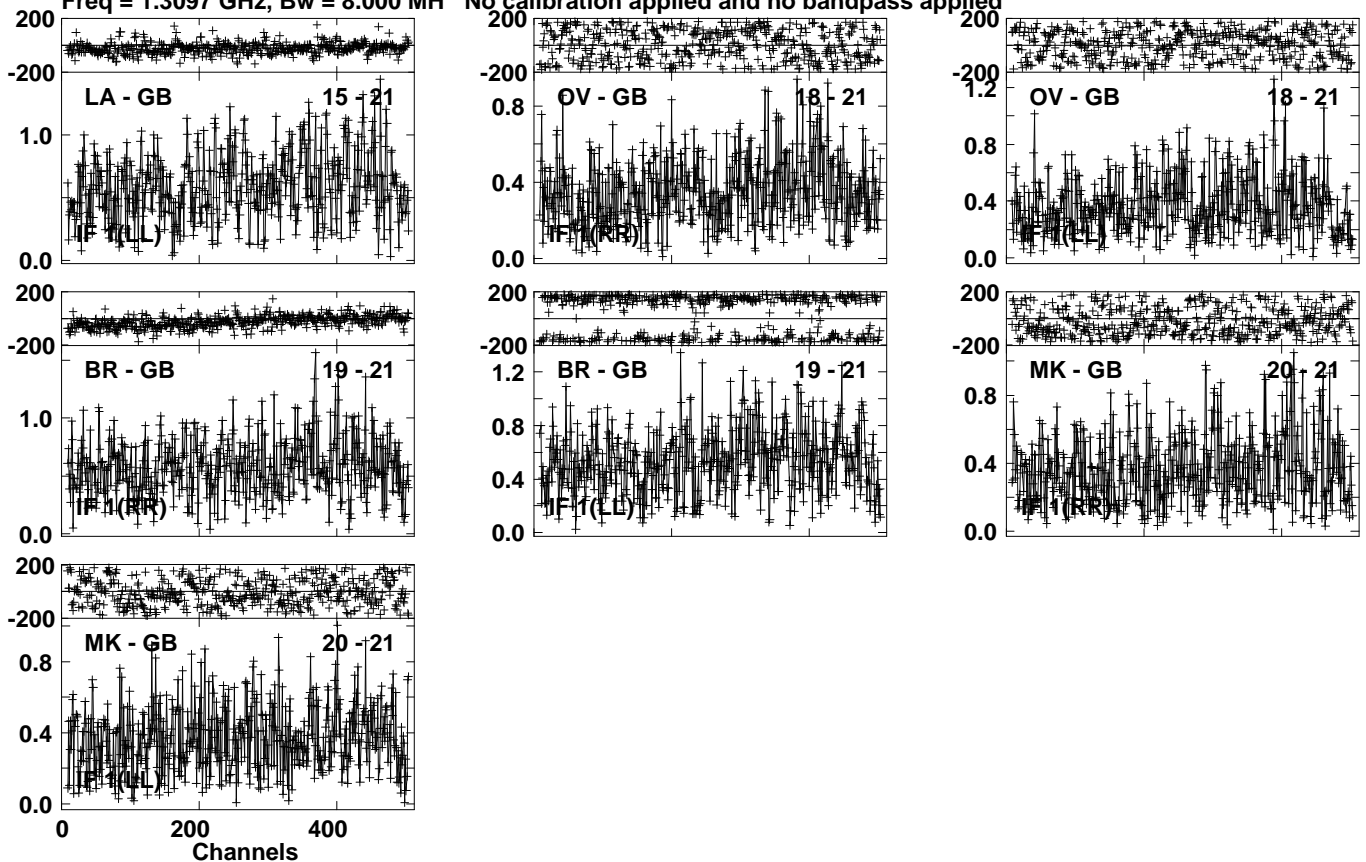 Freq = 1.3097 GHz, Bw = 8.000 MH No calibration applied and no bandpass applied
200 200 200
-200 -200 -200
LA - GB 15 - 21 OV - GB 18 - 21 OV - GB 18 - 21
1.2
1.0 0.8 0.8
0.4 0.4
IF 1(LL) IF 1(RR) IF 1(LL)
0.0 0.0 0.0
200 200 200
-200 -200 -200
BR - GB 19 - 21 BR - GB 19 - 21 MK - GB 20 - 21
1.2
1.0 0.8 0.8
0.4 0.4
IF 1(RR) IF 1(LL) IF 1(RR)
0.0 0.0 0.0
200
-200
MK - GB 20 - 21
0.8
0.4
IF 1(LL)
0.0
0 200 400
Channels